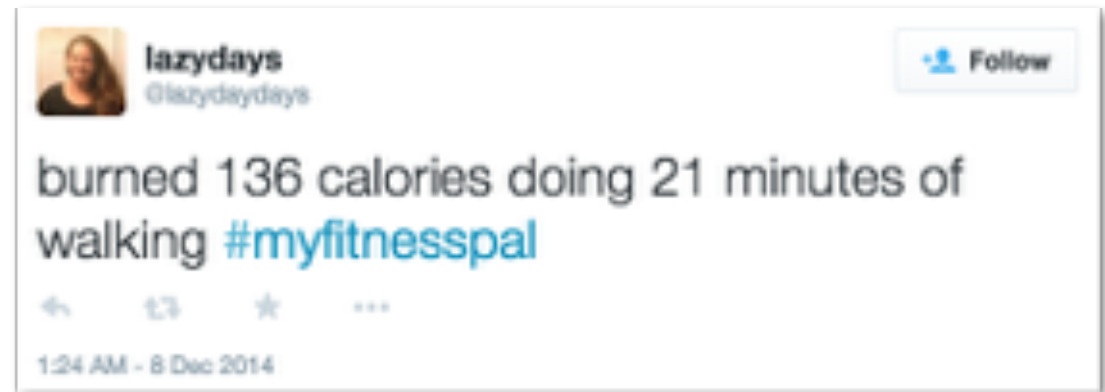 lazydays
Follow
@lazydaydays
burned 136 calories doing 21 minutes of
walking #myfitnesspal
1:24 AM - 8 Dec 2014